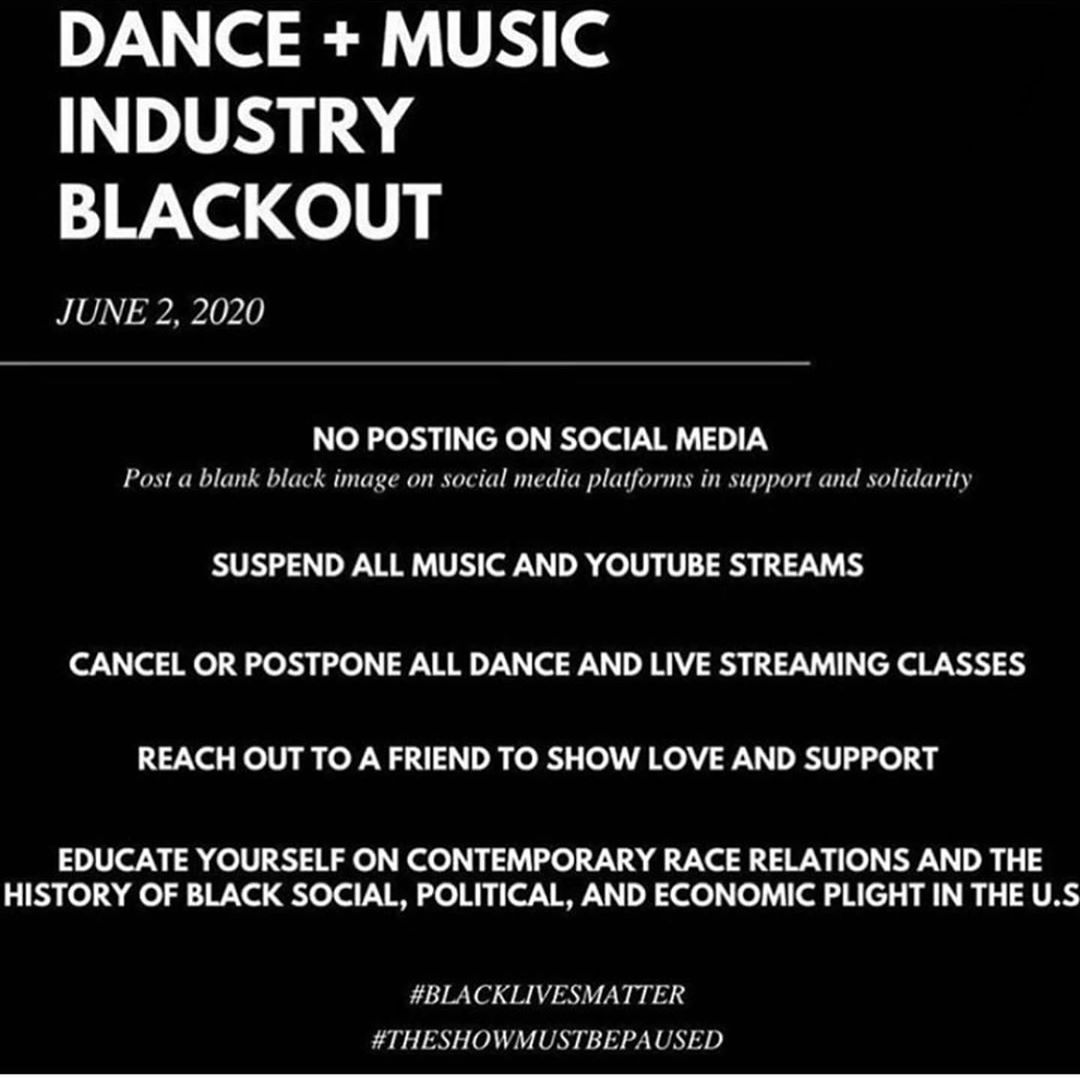 DANCE + MUSIC
INDUSTRY
BLACKOUT
JUNE 2, 2020
NO POSTING ON SOCIAL MEDIA
Post a blank black image on social media platforms in support and solidarity
SUSPEND ALL MUSIC AND YOUTUBE STREAMS
CANCEL OR POSTPONE ALL DANCE AND LIVE STREAMING CLASSES
REACH OUT TO A FRIEND TO SHOW LOVE AND SUPPORT
EDUCATE YOURSELF ON CONTEMPORARY RACE RELATIONS AND THE
HISTORY OF BLACK SOCIAL, POLITICAL, AND ECONOMIC PLIGHT IN THE U.S
#BLACKLIVESMATTER
#THESHOWMUSTBEPAUSED